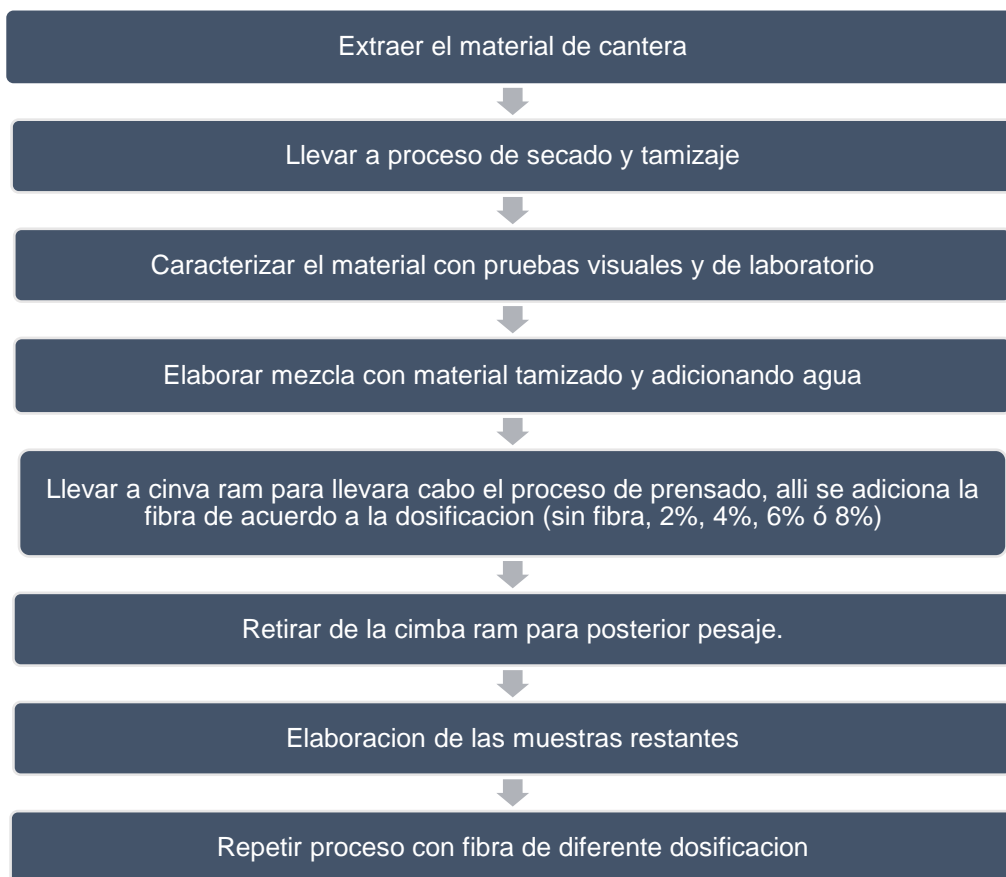 Extraer el material de cantera
Llevar a proceso de secado y tamizaje
Caracterizar el material con pruebas visuales y de laboratorio
Elaborar mezcla con material tamizado y adicionando agua
Llevar a cinva ram para llevara cabo el proceso de prensado, alli se adiciona la
fibra de acuerdo a la dosificacion (sin fibra, 2%, 4%, 6% ó 8%)
Retirar de la cimba ram para posterior pesaje.
Elaboracion de las muestras restantes
Repetir proceso con fibra de diferente dosificacion